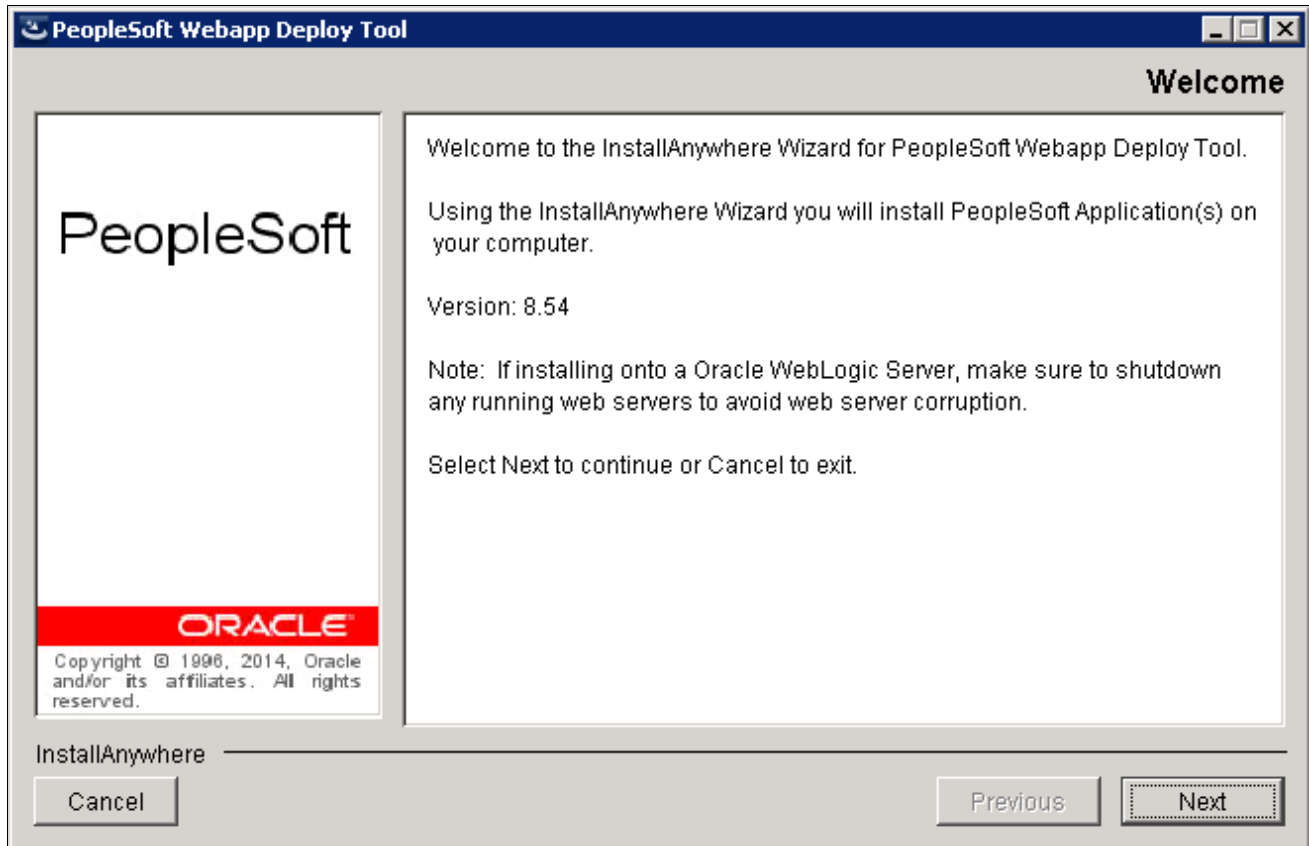 PeopleSoft Webapp Deploy Tool
Welcome
PeopleSoft
ORACLE
Copyright © 1996, 2014, Oracle
and/or its affiliates. All rights
reserved.
Welcome to the InstallAnywhere Wizard for PeopleSoft Webapp Deploy Tool.
Using the InstallAnywhere Wizard you will install PeopleSoft Application(s) on
your computer.
Version: 8.54
Note: If installing onto a Oracle WebLogic Server, make sure to shutdown
any running web servers to avoid web server corruption.
Select Next to continue or Cancel to exit.
InstallAnywhere
Cancel
Previous
Next